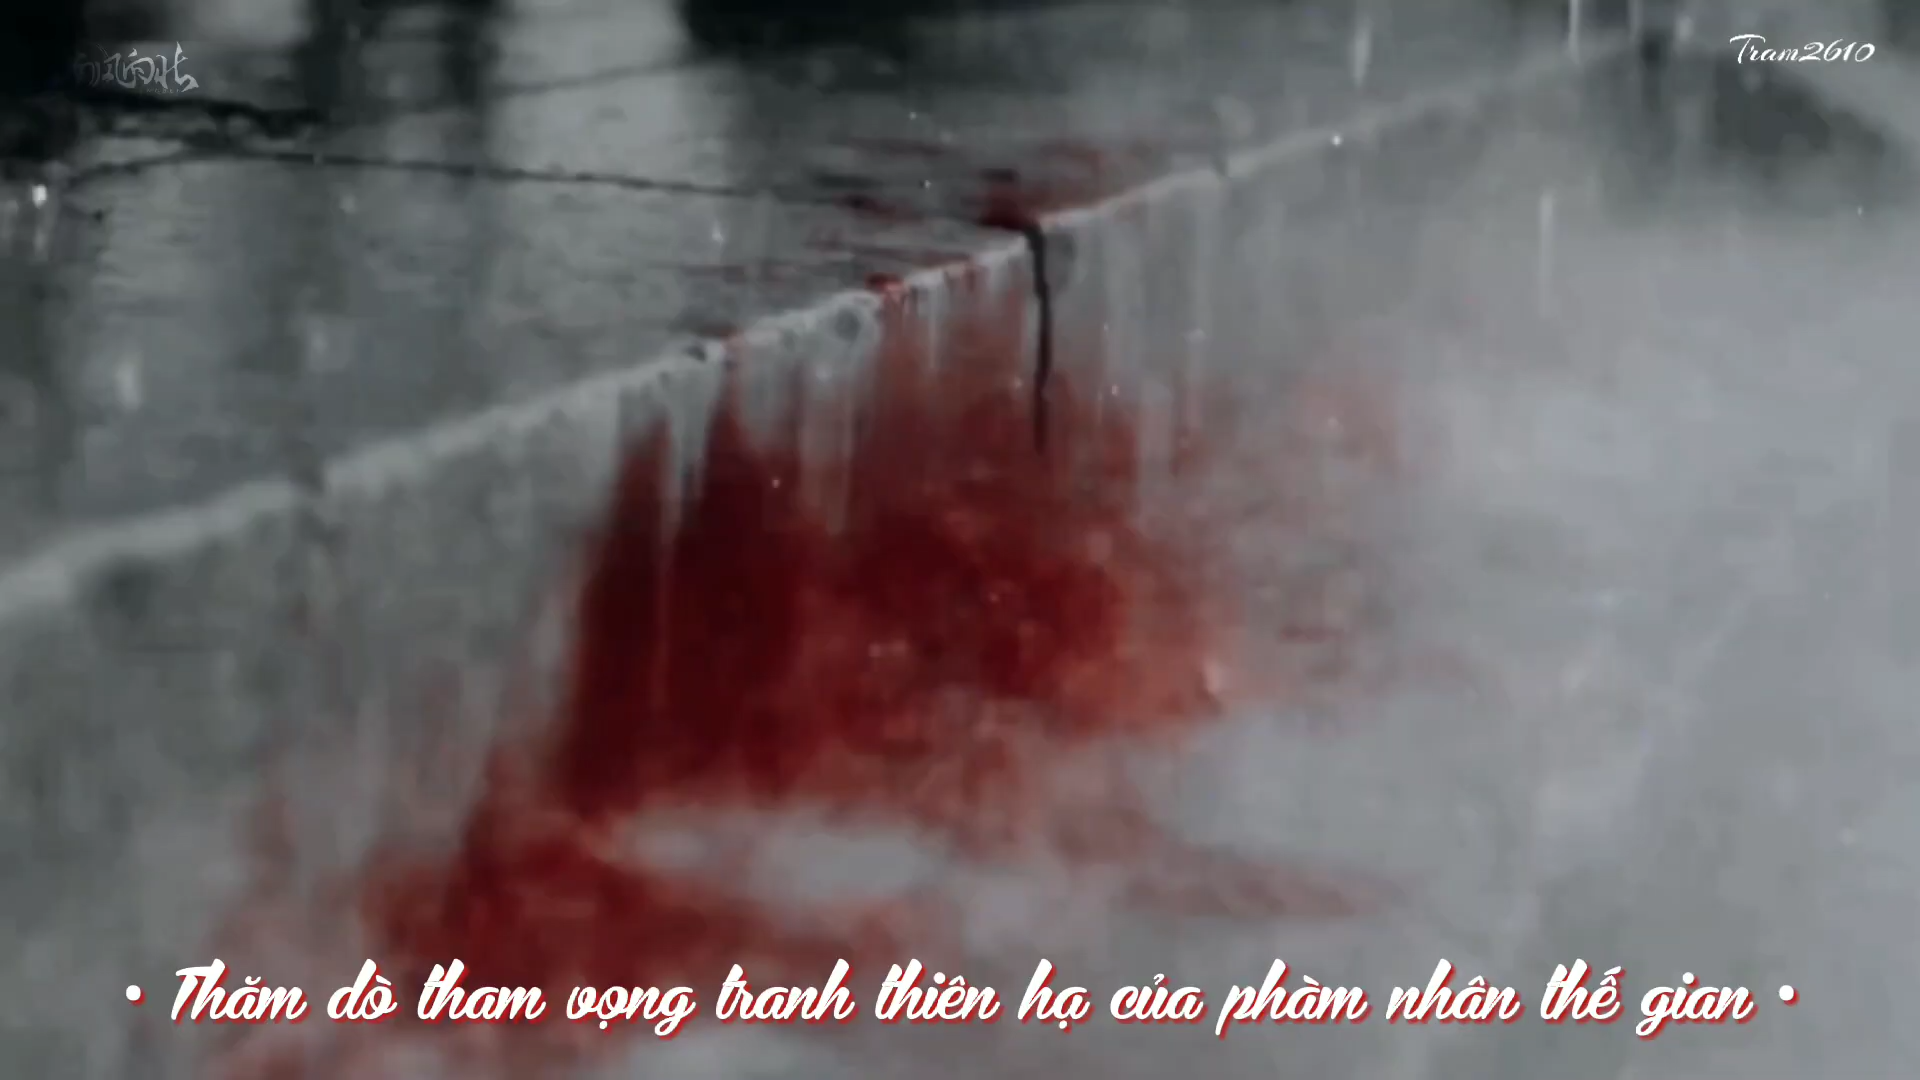 Tram2610
• Thăm dò tham vọng tranh thiên hạ của phàm nhân thế gian •